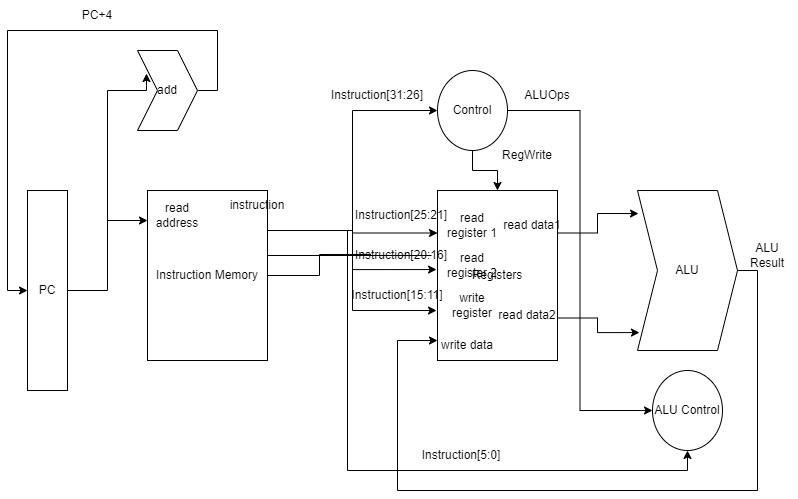 PC+4
add
PC
read
address
instruction
Instruction Memory
Instruction[31:26]
Control
ALUOps
RegWrite
Instruction[25:21]
Instruction[20:16]
Instruction[15:11]
read
register 1
read
register 2
Registers
write
register
write data
read data1
read data2
ALU
ALU
Result
ALU Control
Instruction[5:0]